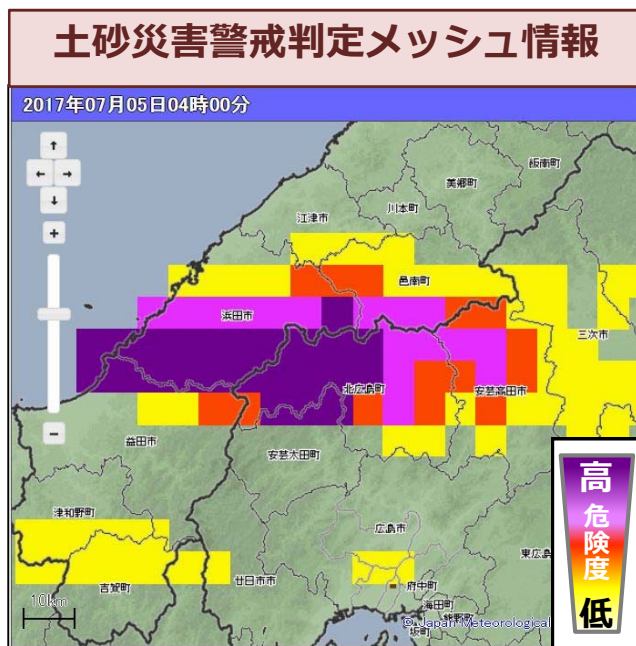 土砂災害警戒判定メッシュ情報
2017年07月05日04時00分
飯南町
美郷町
川本町
江津市
邑南町
浜田市
三次市
北広島町
安芸高田市
益田市
安芸太田町
津和野町
広島市
東広島
吉賀町
廿日市市
府中町
海田町
熊野町
坂町
10km
© Japan Meteorological
高
危険度
低